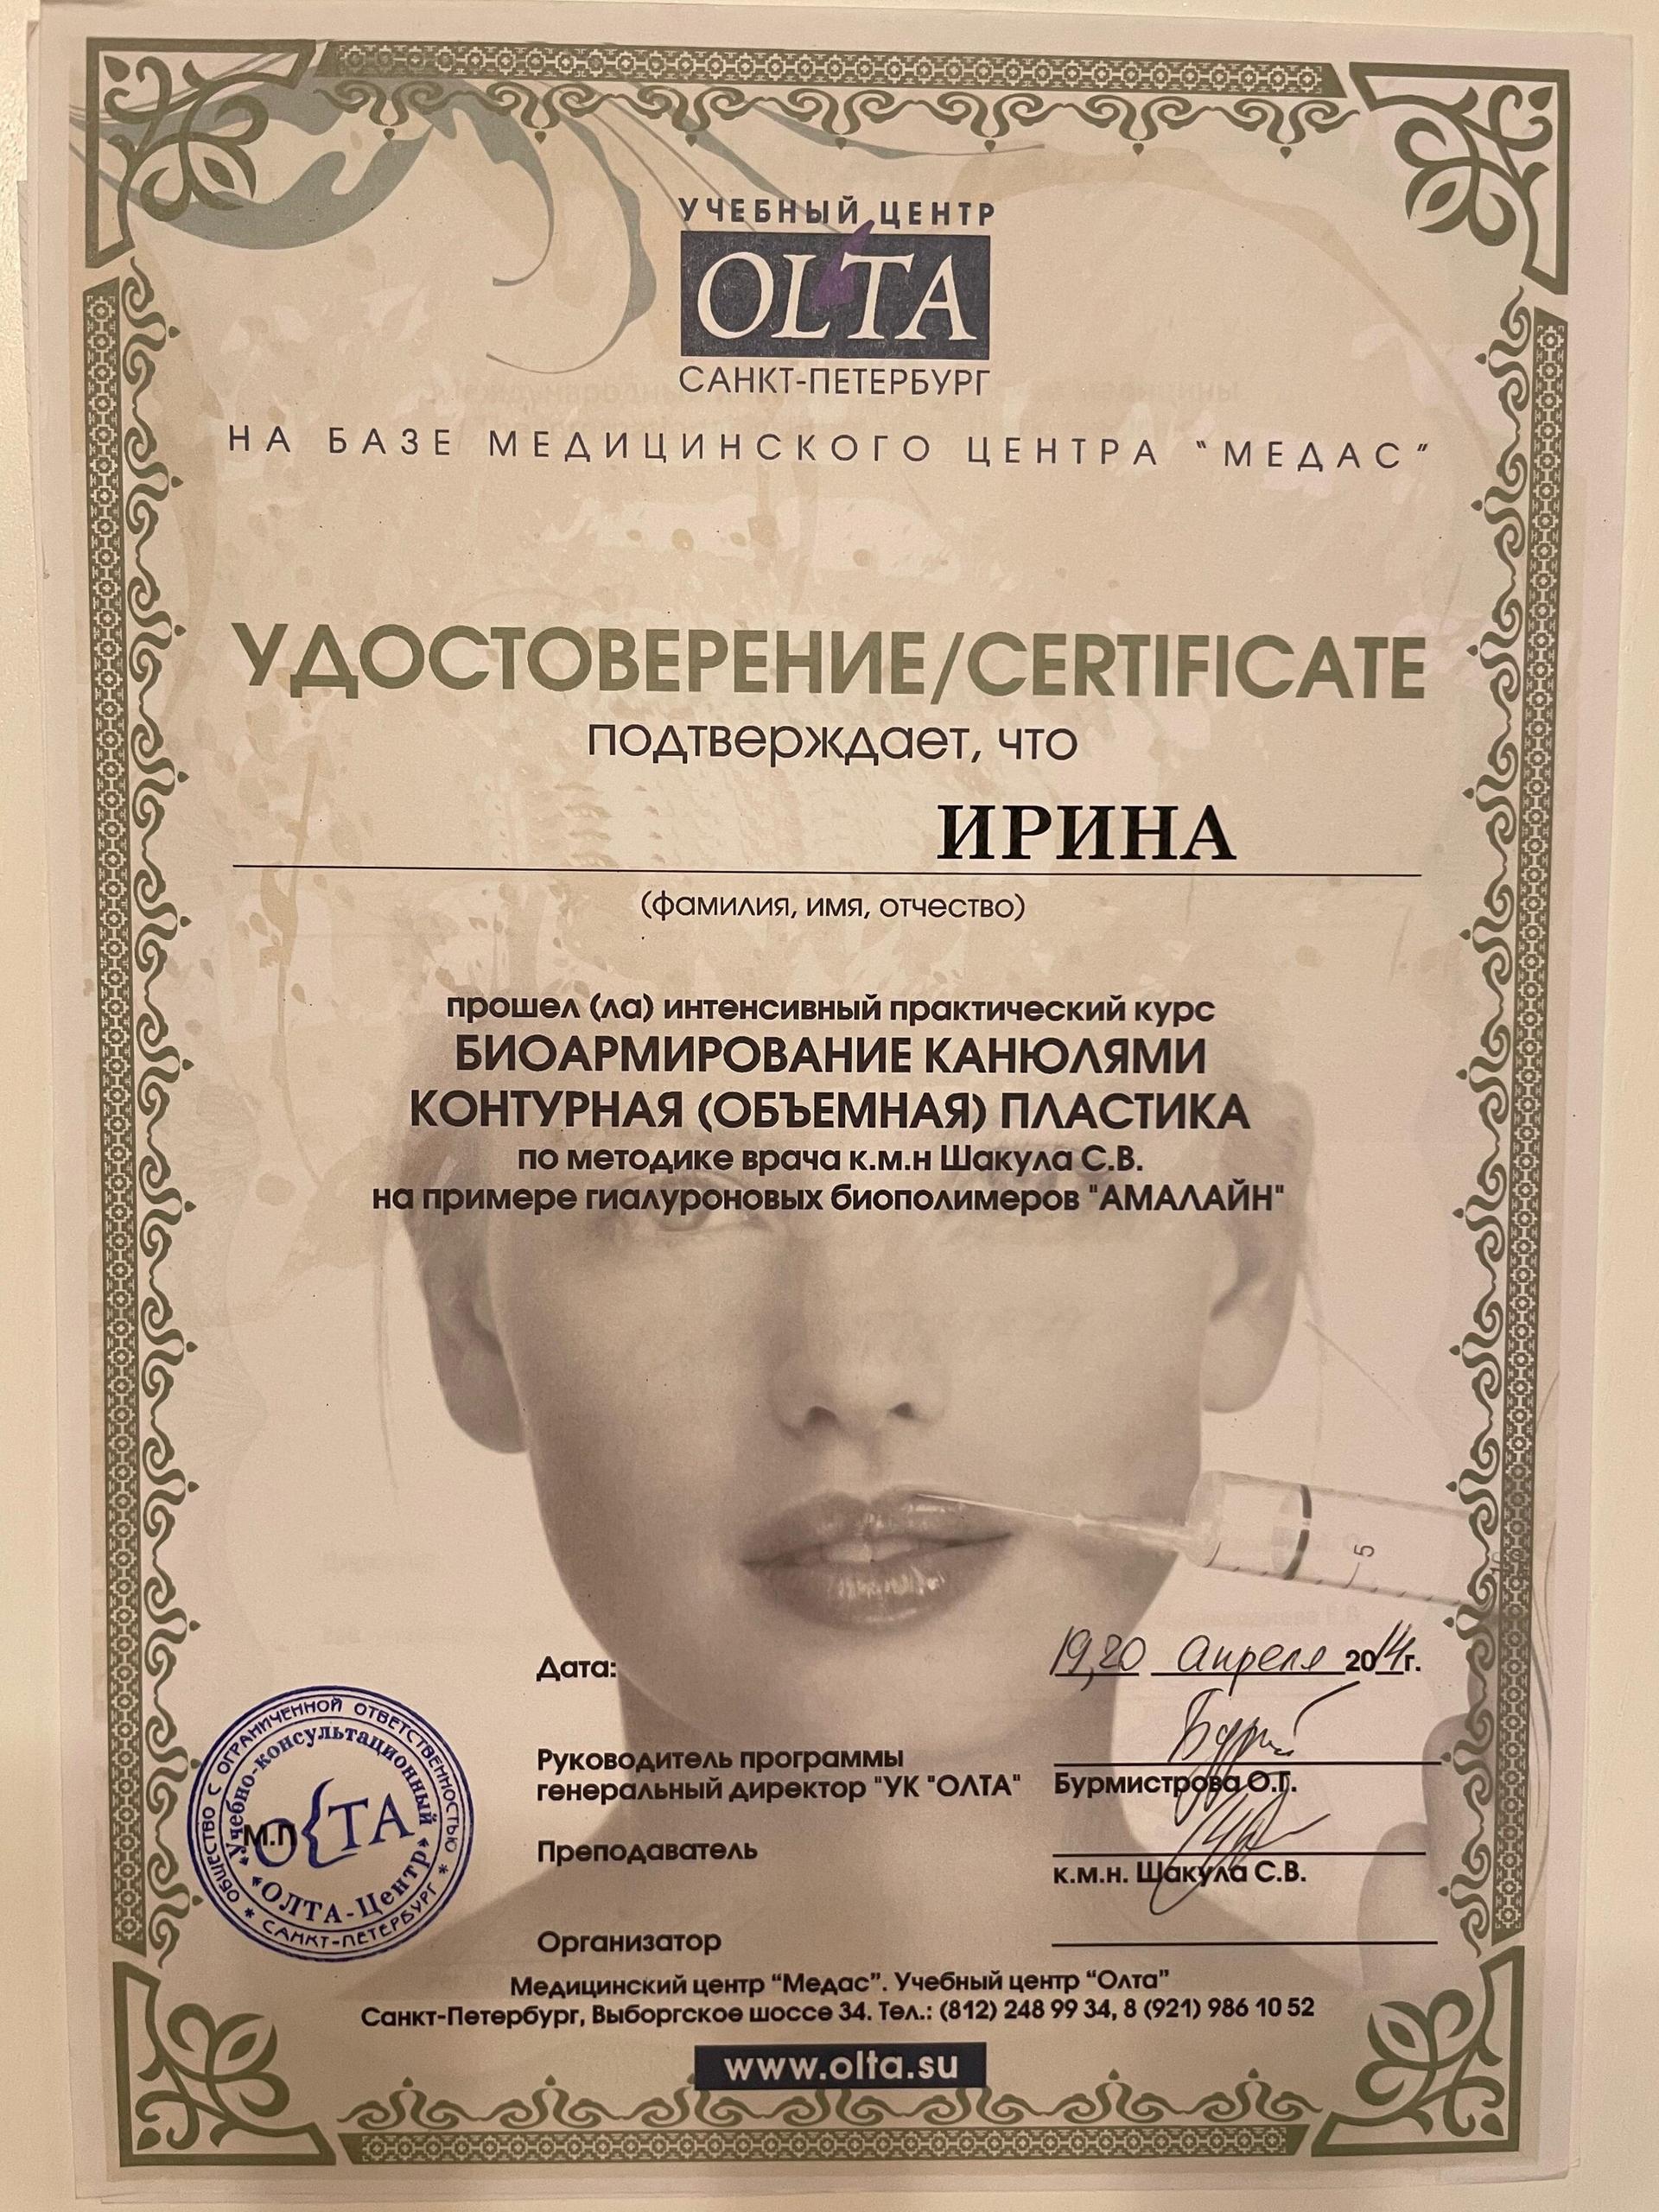 УЧЕБНЫЙ ЦЕНТР
OLTA
САНКТ-ПЕТЕРБУРГ
НА БАЗЕ МЕДИЦИНСКОГО ЦЕНТРА "МЕДАС"
УДОСТОВЕРЕНИЕ/CERTIFICATE
подтверждает, что
ИРИНА
(фамилия, имя, отчество)
прошел (ла) интенсивный практический курс
БИОАРМИРОВАНИЕ КАНЮЛЯМИ
КОНТУРНАЯ (ОБЪЕМНАЯ) ПЛАСТИКА
по методике врача к.м.н Шакула С.В.
на примере гиалуроновых биополимеров "АМАЛАЙН"
5
Дата: 19,20 апреля 2014г.
Руководитель программы
генеральный директор "УК "ОЛТА" Бурмистрова О.Г.
Преподаватель
к.м.н. Шакула С.В.
Организатор
М.П
ОБЩЕСТВО С ОГРАНИЧЕННОЙ ОТВЕТСТВЕННОСТЬЮ * САНКТ-ПЕТЕРБУРГ *
"Учебно-консультационный
ОЛТА
"ОЛТА-Центр"
Медицинский центр “Медас”. Учебный центр “Олта”
Санкт-Петербург, Выборгское шоссе 34. Тел.: (812) 248 99 34, 8 (921) 986 10 52
www.olta.su